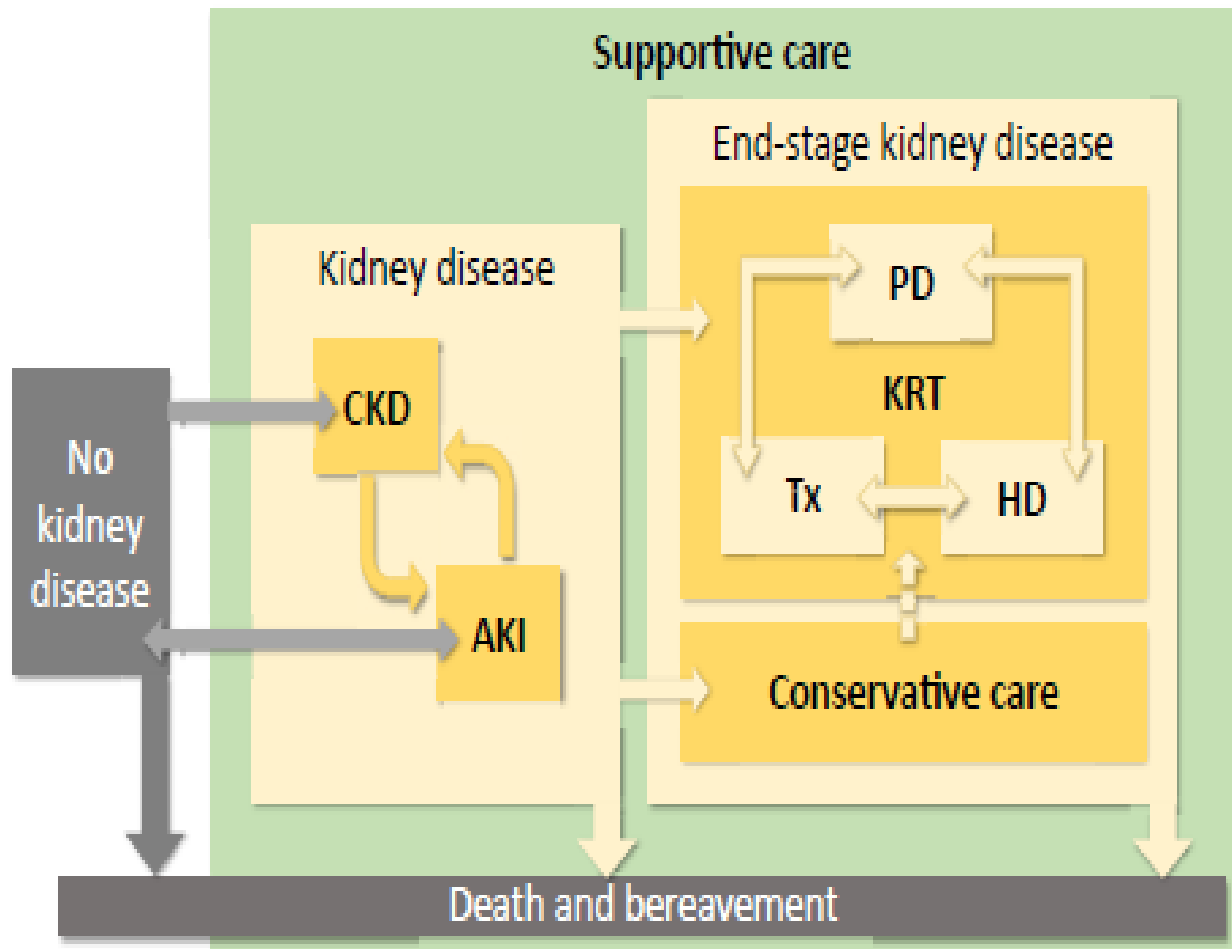 Supportive care
End-stage kidney disease
Kidney disease
PD
CKD
KRT
No
kidney
disease
Tx
HD
AKI
Conservative care
Death and bereavement